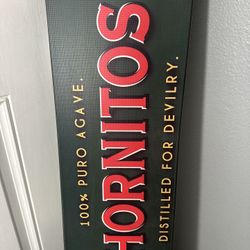 100% PURO AGAVE.
HORNITOS
DISTILLED FOR DEVILRY.